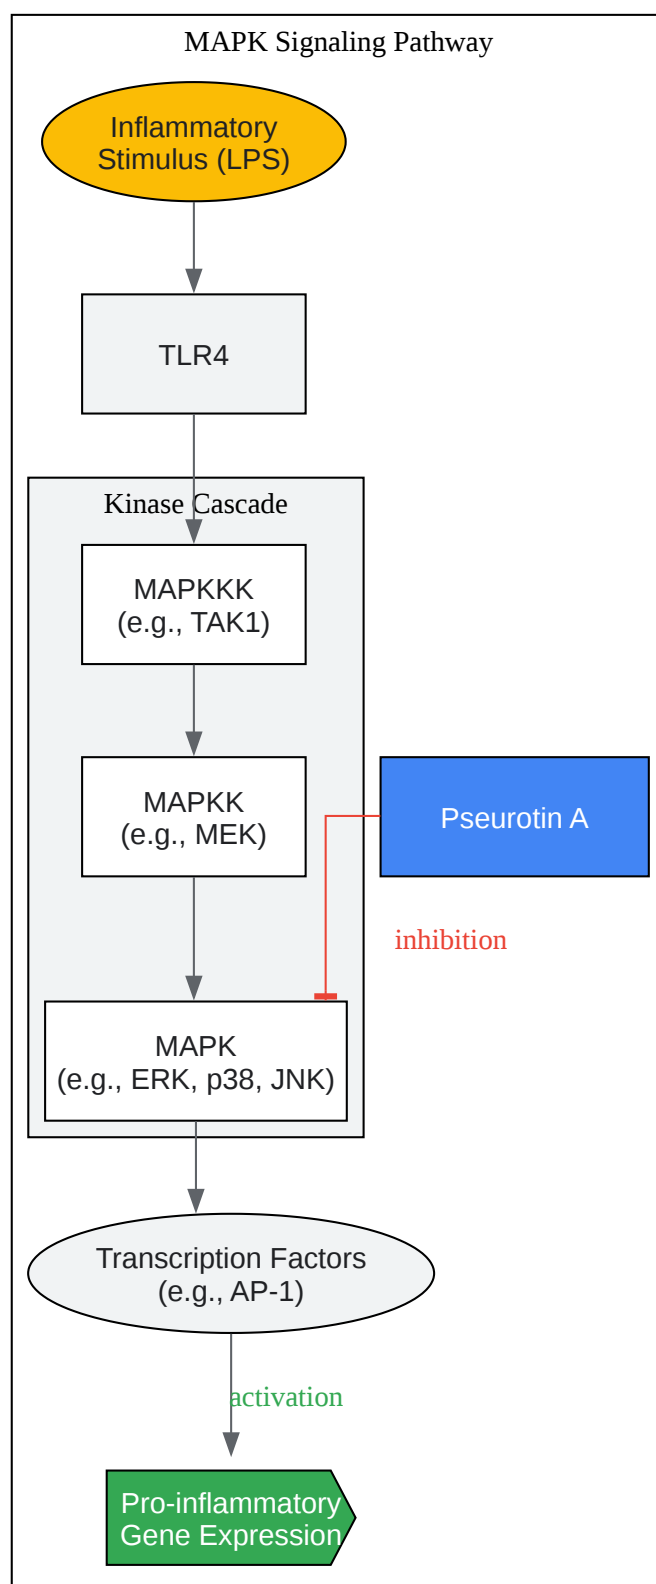 MAPK Signaling Pathway
Inflammatory
Stimulus (LPS)
TLR4
Kinase Cascade
MAPKKK
(e.g., TAK1)
MAPKK
(e.g., MEK)
Pseurotin A
inhibition
MAPK
(e.g., ERK, p38, JNK)
Transcription Factors
(e.g., AP-1)
activation
Pro-inflammatory
Gene Expression